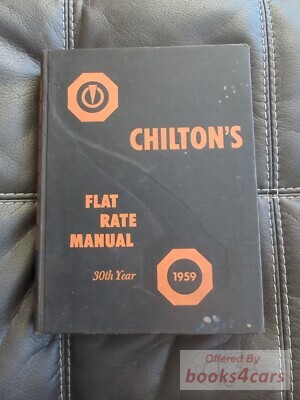 CHILTON'S
FLAT
RATE
MANUAL
30th Year
1959
Offered By
books4cars